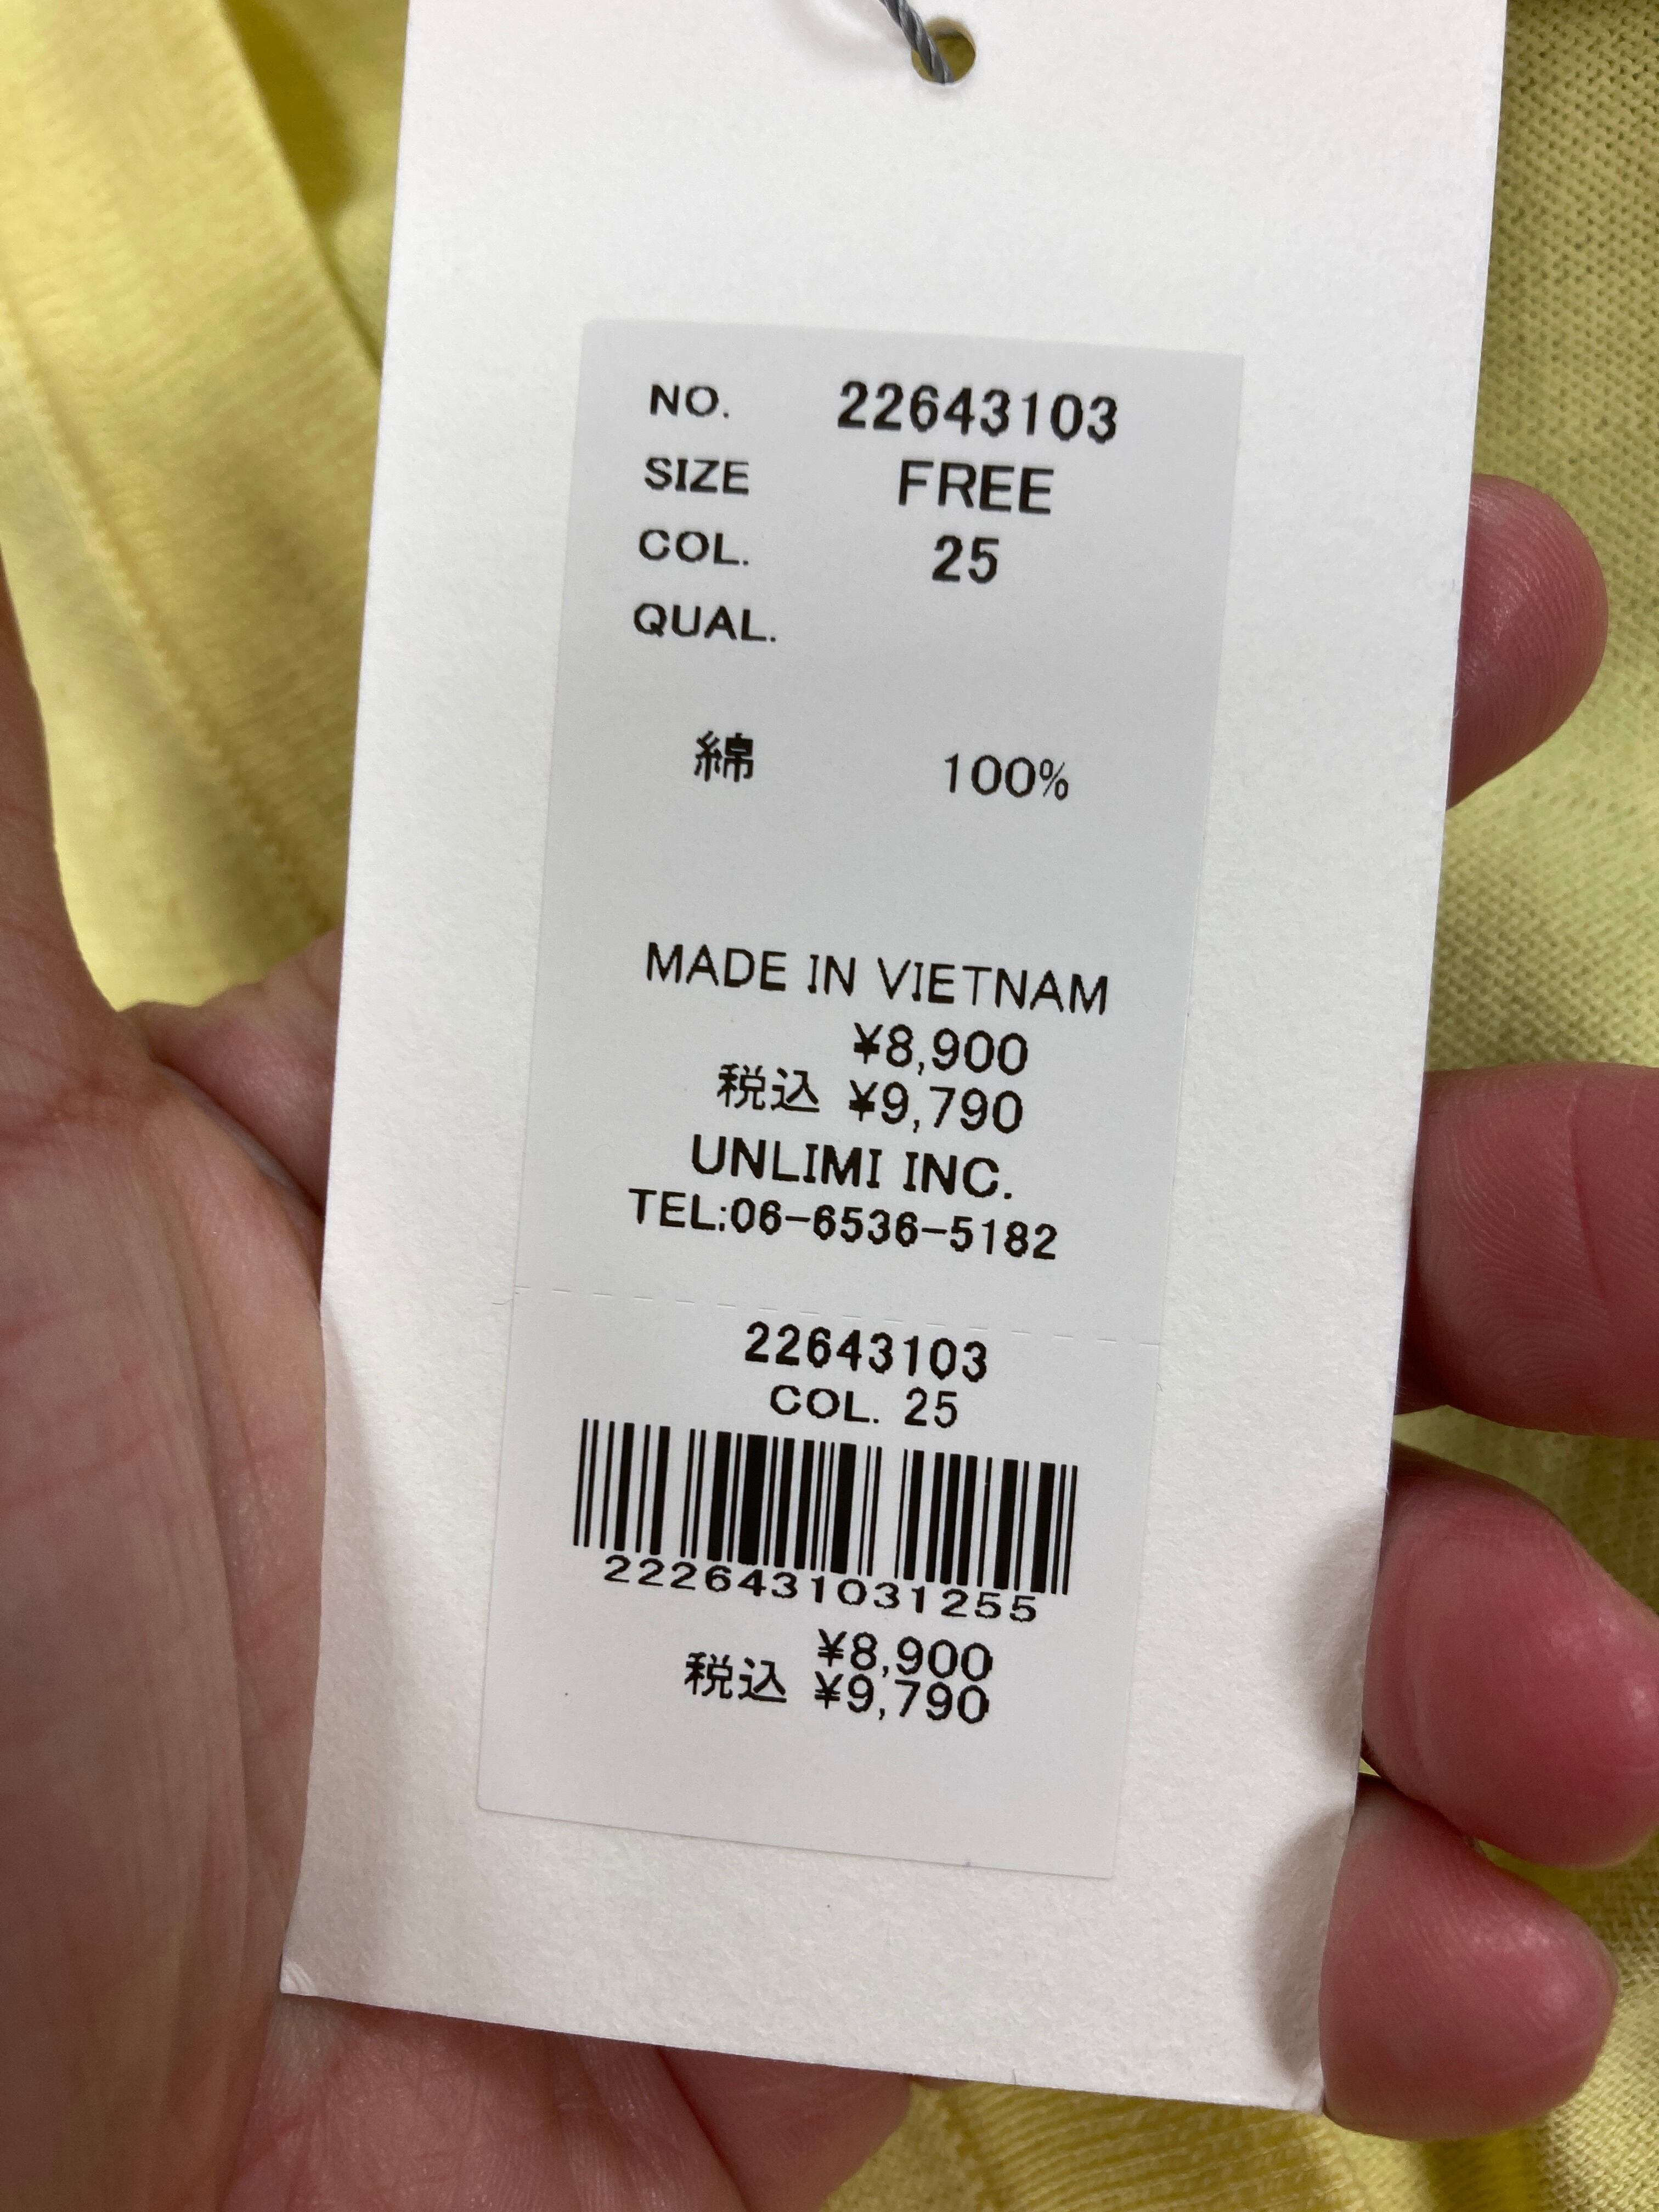 NO. 22643103
SIZE FREE
COL. 25
QUAL.
綿 100%
MADE IN VIETNAM
¥8,900
税込 ¥9,790
UNLIMI INC.
TEL:06-6536-5182
22643103
COL. 25
2226431031255
¥8,900
税込 ¥9,790